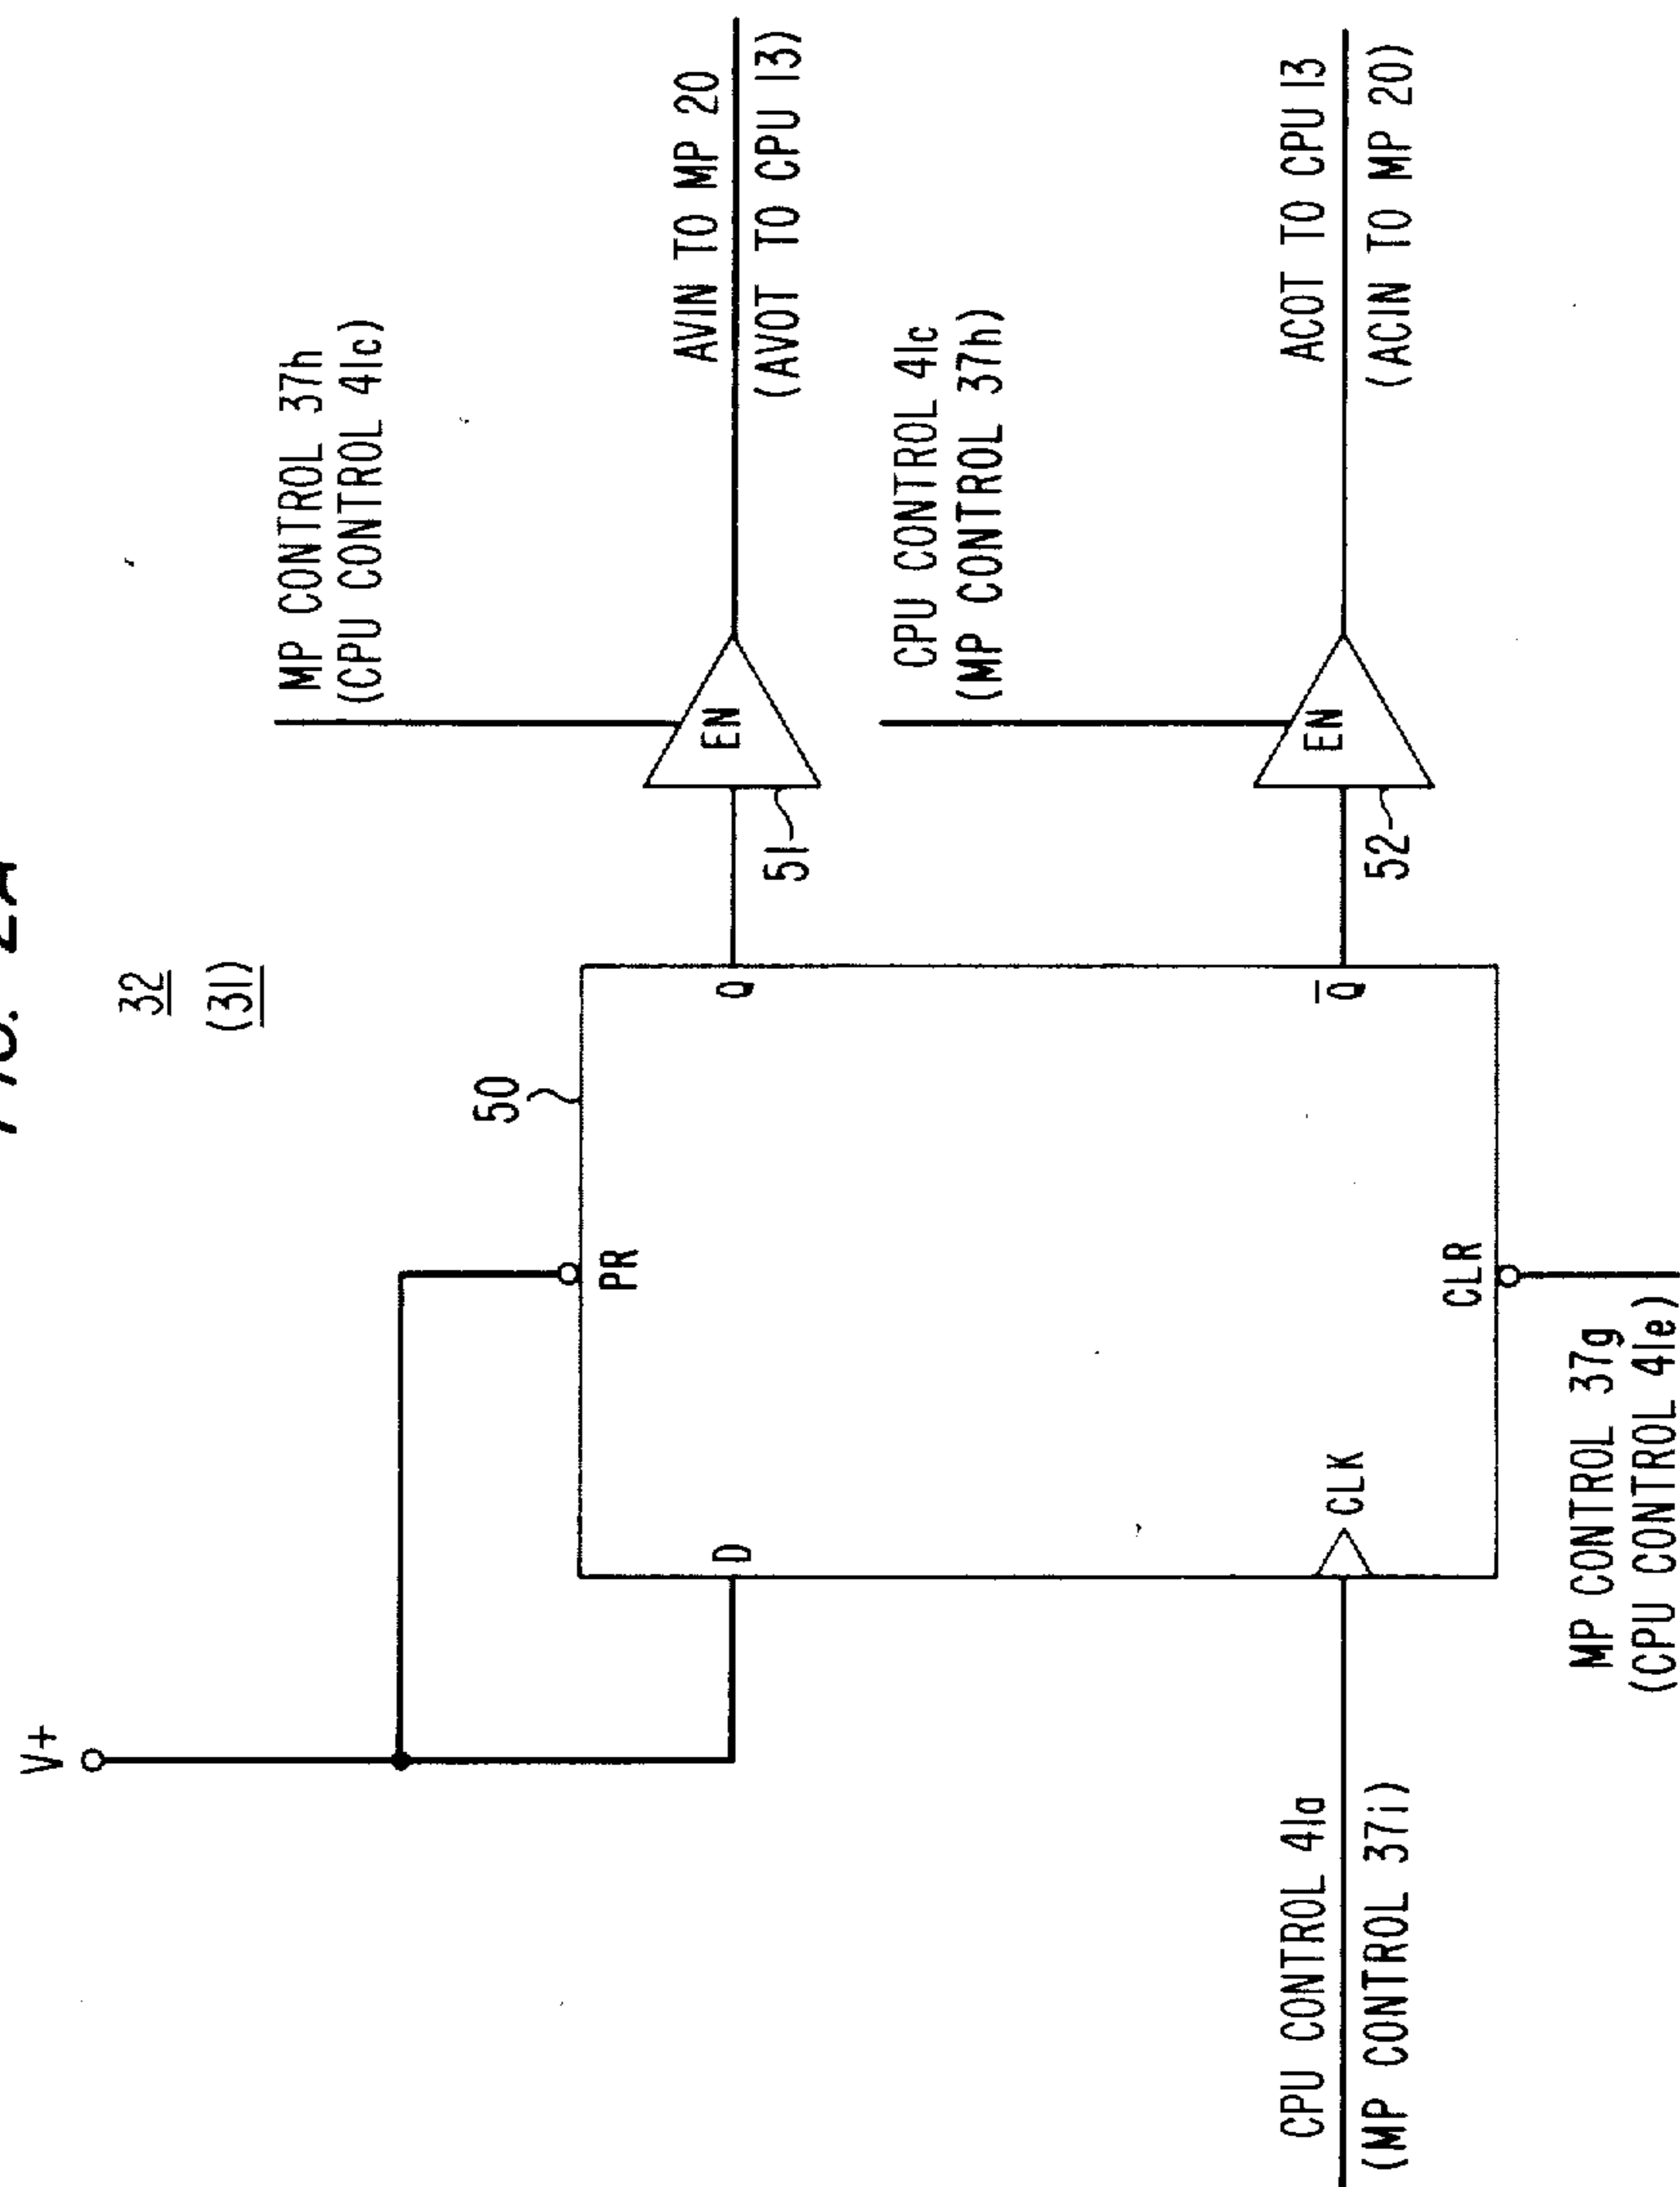 FIG. 2A
32
(31)
V+
50
PR
D
Q
CLK
Q̅
CLR
MP CONTROL 37h
(CPU CONTROL 41c)
EN
51
AVIN TO MP 20
(AVOT TO CPU 13)
CPU CONTROL 41c
(MP CONTROL 37h)
EN
52
ACOT TO CPU 13
(ACIN TO MP 20)
CPU CONTROL 41a
(MP CONTROL 37i)
MP CONTROL 37g
(CPU CONTROL 41e)